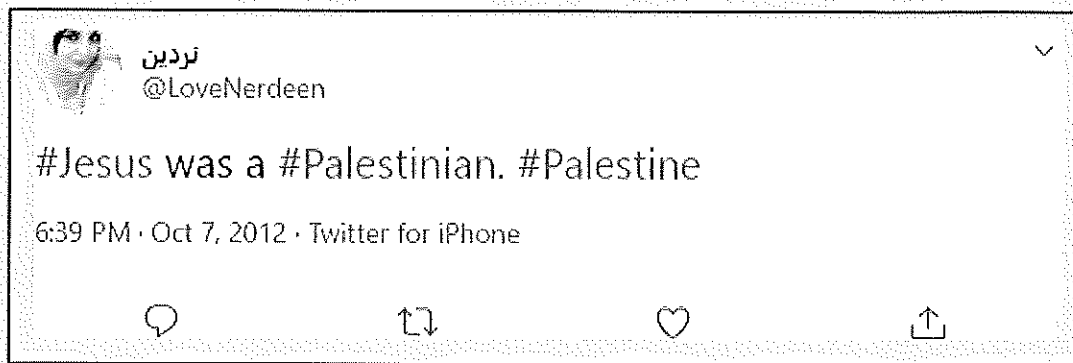 نردين
@LoveNerdeen
#Jesus was a #Palestinian. #Palestine
6:39 PM · Oct 7, 2012 · Twitter for iPhone